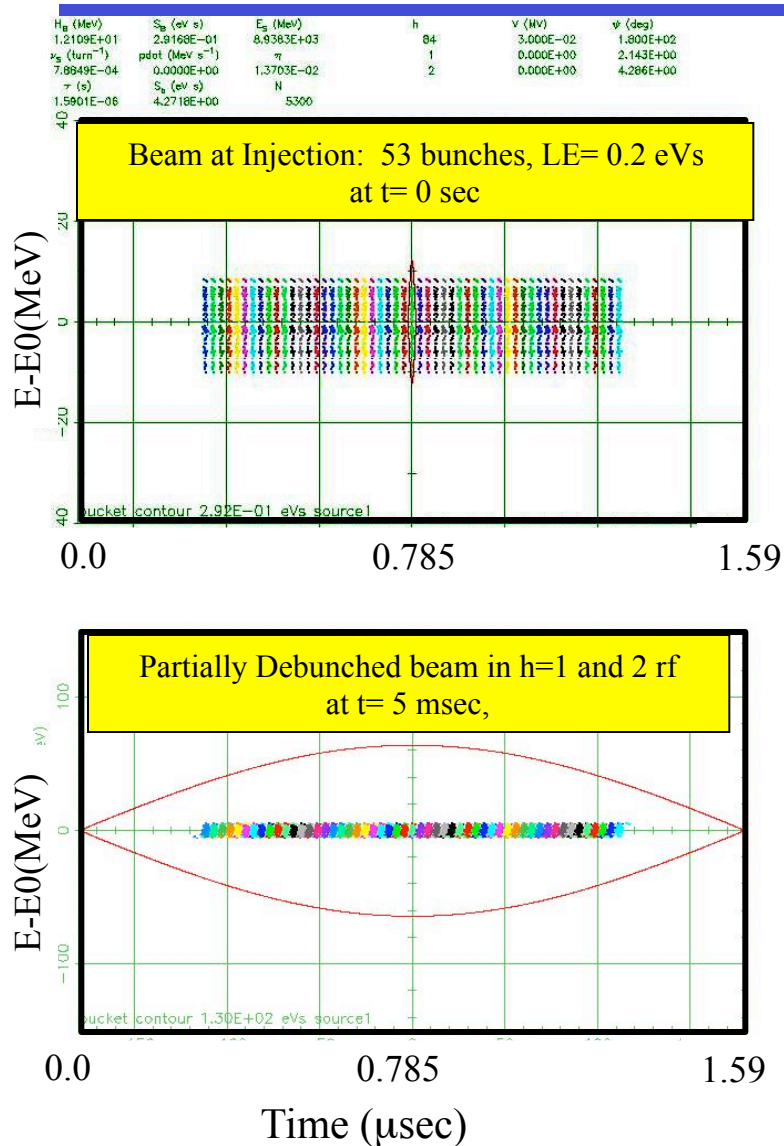 H_B (MeV) S_B (eV s) E_S (MeV) h V (MV) ψ (deg)
1.2109E+01 2.9168E-01 8.9383E+03 84 3.000E-02 1.800E+02
ν_S (turn⁻¹) pdot (MeV s⁻¹) η 1 0.000E+00 2.143E+00
7.8649E-04 0.0000E+00 1.3703E-02 2 0.000E+00 4.286E+00
τ (s) S_b (eV s) N
1.5901E-06 4.2718E+00 5300
40
Beam at Injection: 53 bunches, LE= 0.2 eVs
at t= 0 sec
20
E-E0(MeV)
0
-20
40
bucket contour 2.92E-01 eVs source1
0.0 0.785 1.59
Partially Debunched beam in h=1 and 2 rf
at t= 5 msec,
100
E-E0(MeV)
0
-100
bucket contour 1.30E+02 eVs source1
0.0 0.785 1.59
Time (μsec)